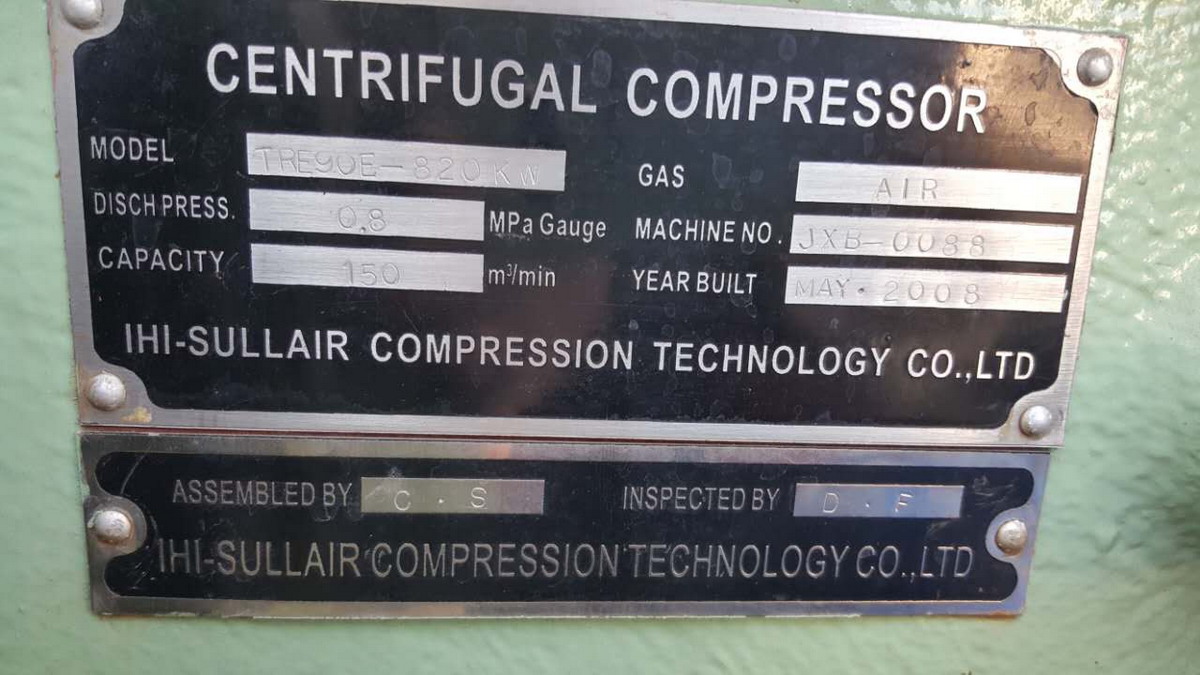 CENTRIFUGAL COMPRESSOR
MODEL TRE90E-820KW GAS AIR
DISCH PRESS. 0.8 MPa Gauge MACHINE NO. JXB-0088
CAPACITY 150 m³/min YEAR BUILT MAY·2008
IHI-SULLAIR COMPRESSION TECHNOLOGY CO.,LTD
ASSEMBLED BY C·S INSPECTED BY D·F
IHI-SULLAIR COMPRESSION TECHNOLOGY CO.,LTD